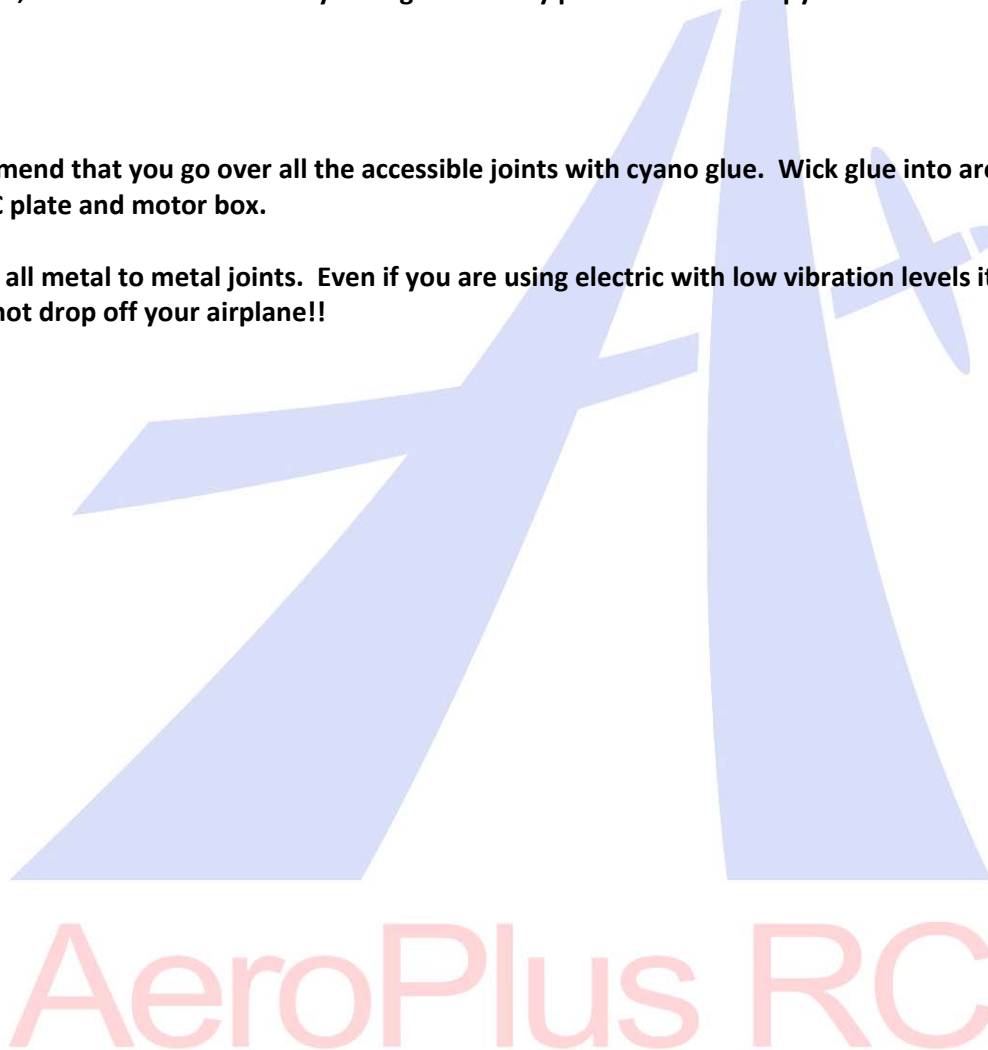 mend that you go over all the accessible joints with cyano glue.  Wick glue into
plate and motor box.
all metal to metal joints.  Even if you are using electric with low vibration levels
not drop off your airplane!!
AeroPlus RC